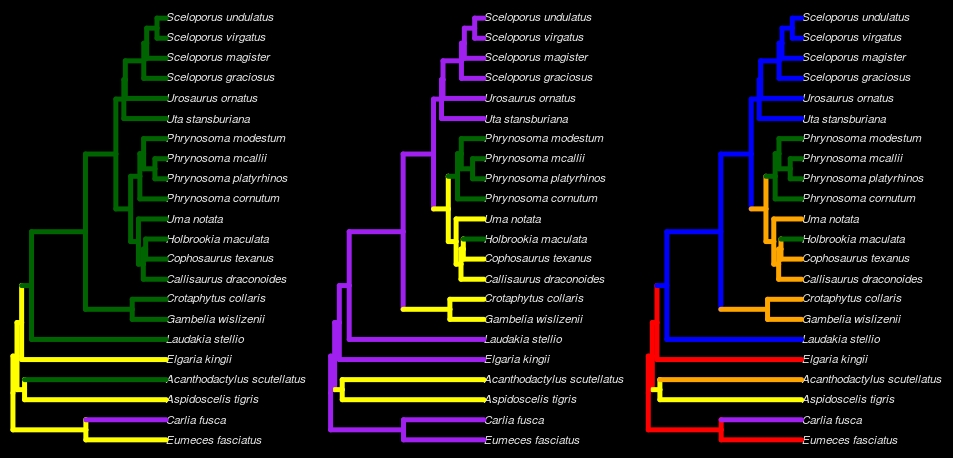 Sceloporus undulatus Sceloporus undulatus Sceloporus undulatus
Sceloporus virgatus Sceloporus virgatus Sceloporus virgatus
Sceloporus magister Sceloporus magister Sceloporus magister
Sceloporus graciosus Sceloporus graciosus Sceloporus graciosus
Urosaurus ornatus Urosaurus ornatus Urosaurus ornatus
Uta stansburiana Uta stansburiana Uta stansburiana
Phrynosoma modestum Phrynosoma modestum Phrynosoma modestum
Phrynosoma mcallii Phrynosoma mcallii Phrynosoma mcallii
Phrynosoma platyrhinos Phrynosoma platyrhinos Phrynosoma platyrhinos
Phrynosoma cornutum Phrynosoma cornutum Phrynosoma cornutum
Uma notata Uma notata Uma notata
Holbrookia maculata Holbrookia maculata Holbrookia maculata
Cophosaurus texanus Cophosaurus texanus Cophosaurus texanus
Callisaurus draconoides Callisaurus draconoides Callisaurus draconoides
Crotaphytus collaris Crotaphytus collaris Crotaphytus collaris
Gambelia wislizenii Gambelia wislizenii Gambelia wislizenii
Laudakia stellio Laudakia stellio Laudakia stellio
Elgaria kingii Elgaria kingii Elgaria kingii
Acanthodactylus scutellatus Acanthodactylus scutellatus Acanthodactylus scutellatus
Aspidoscelis tigris Aspidoscelis tigris Aspidoscelis tigris
Carlia fusca Carlia fusca Carlia fusca
Eumeces fasciatus Eumeces fasciatus Eumeces fasciatus